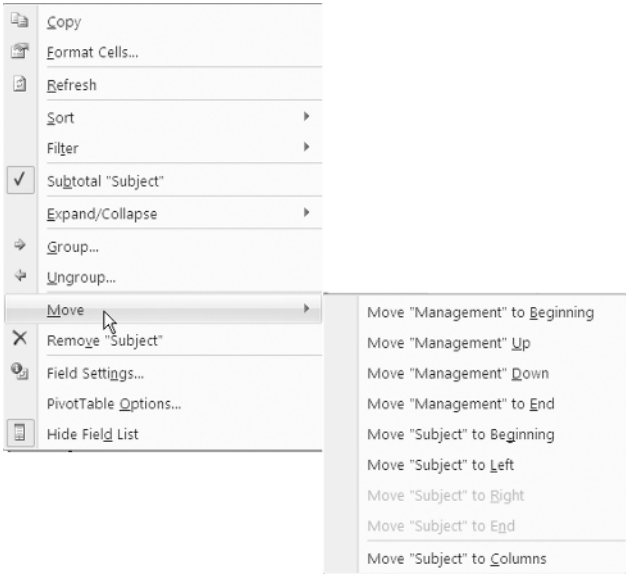 Copy
Format Cells...
Refresh
Sort
Filter
Subtotal "Subject"
Expand/Collapse
Group...
Ungroup...
Move
Remove "Subject"
Field Settings...
PivotTable Options...
Hide Field List
Move "Management" to Beginning
Move "Management" Up
Move "Management" Down
Move "Management" to End
Move "Subject" to Beginning
Move "Subject" to Left
Move "Subject" to Right
Move "Subject" to End
Move "Subject" to Columns